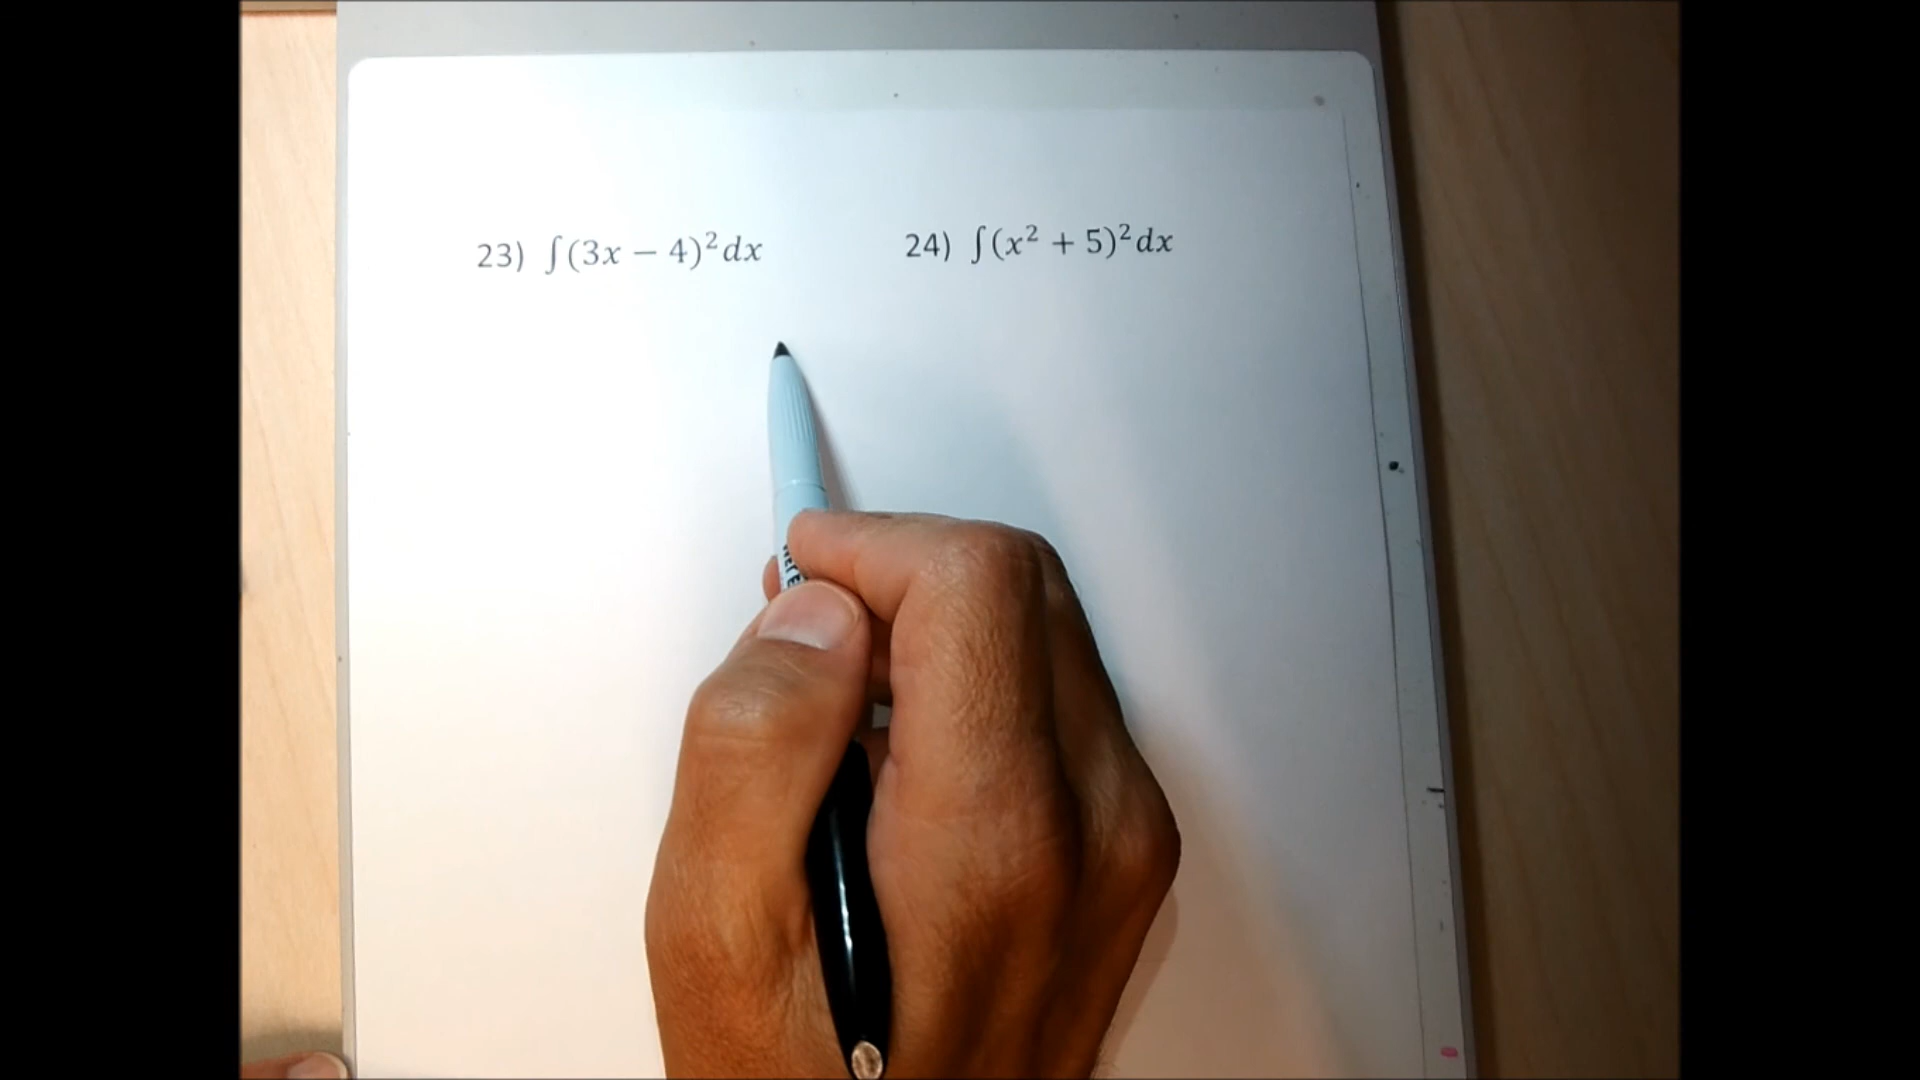 23) ∫(3x − 4)²dx
24) ∫(x² + 5)²dx